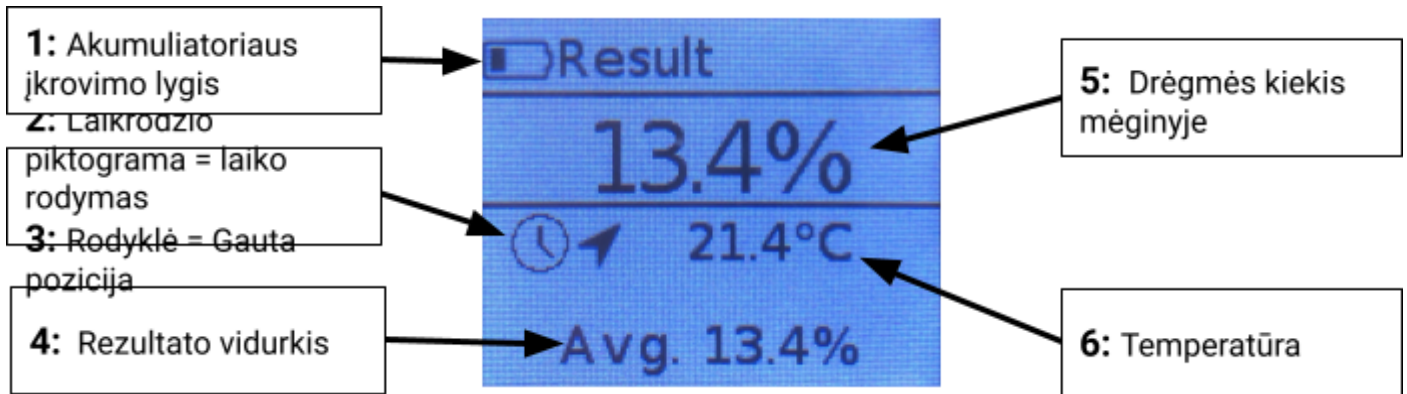 1: Akumuliatoriaus
įkrovimo lygis
2: Laikrodžio
piktograma = laiko
rodymas
3: Rodyklė = Gauta
pozicija
4: Rezultato vidurkis
Result
13.4%
21.4°C
Avg. 13.4%
5: Drėgmės kiekis
mėginyje
6: Temperatūra